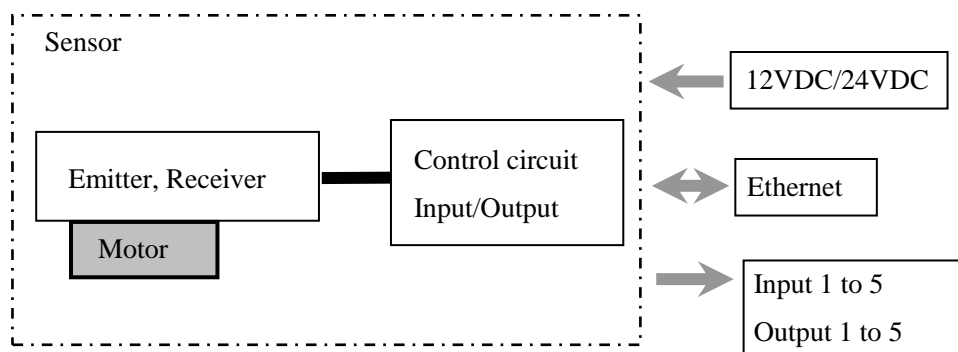 Sensor
Emitter, Receiver
Motor
Control circuit
Input/Output
12VDC/24VDC
Ethernet
Input 1 to 5
Output 1 to 5